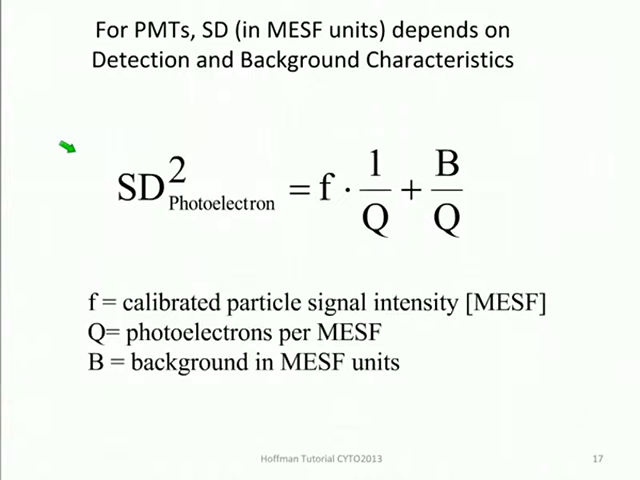 For PMTs, SD (in MESF units) depends on
Detection and Background Characteristics
SD²Photoelectron = f · 1/Q + B/Q
f = calibrated particle signal intensity [MESF]
Q= photoelectrons per MESF
B = background in MESF units
Hoffman Tutorial CYTO2013
17